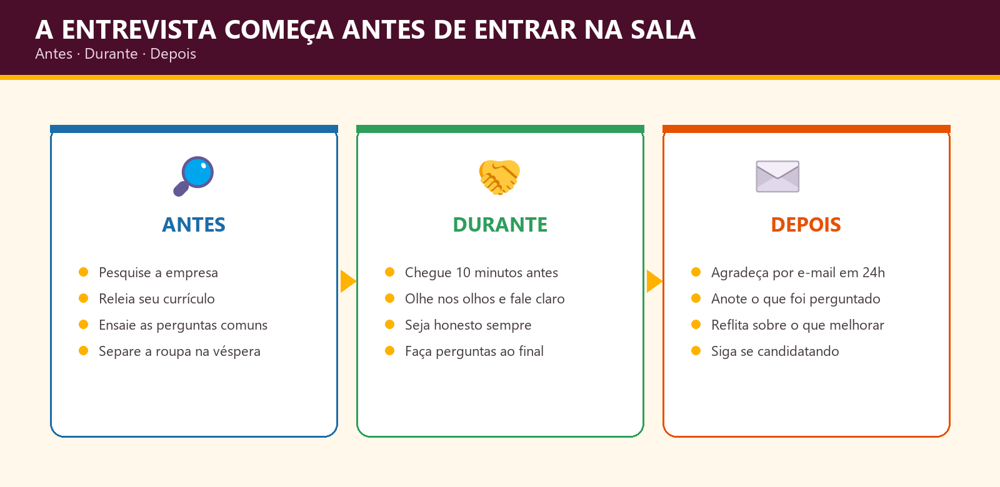 A ENTREVISTA COMEÇA ANTES DE ENTRAR NA SALA
Antes · Durante · Depois
ANTES
Pesquise a empresa
Releia seu currículo
Ensaie as perguntas comuns
Separe a roupa na véspera
DURANTE
Chegue 10 minutos antes
Olhe nos olhos e fale claro
Seja honesto sempre
Faça perguntas ao final
DEPOIS
Agradeça por e-mail em 24h
Anote o que foi perguntado
Reflita sobre o que melhorar
Siga se candidatando